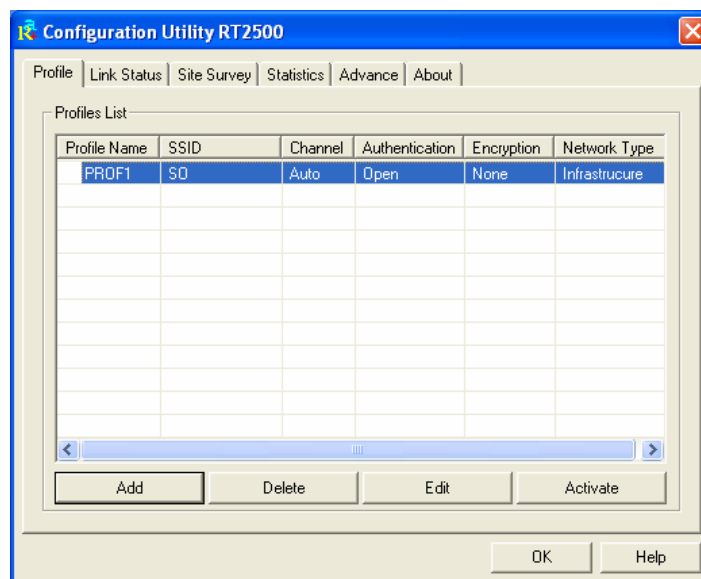 Configuration Utility RT2500
Profile Link Status Site Survey Statistics Advance About
Profiles List
Profile Name SSID Channel Authentication Encryption Network Type
PROF1 SO Auto Open None Infrastrucure
Add Delete Edit Activate
OK Help